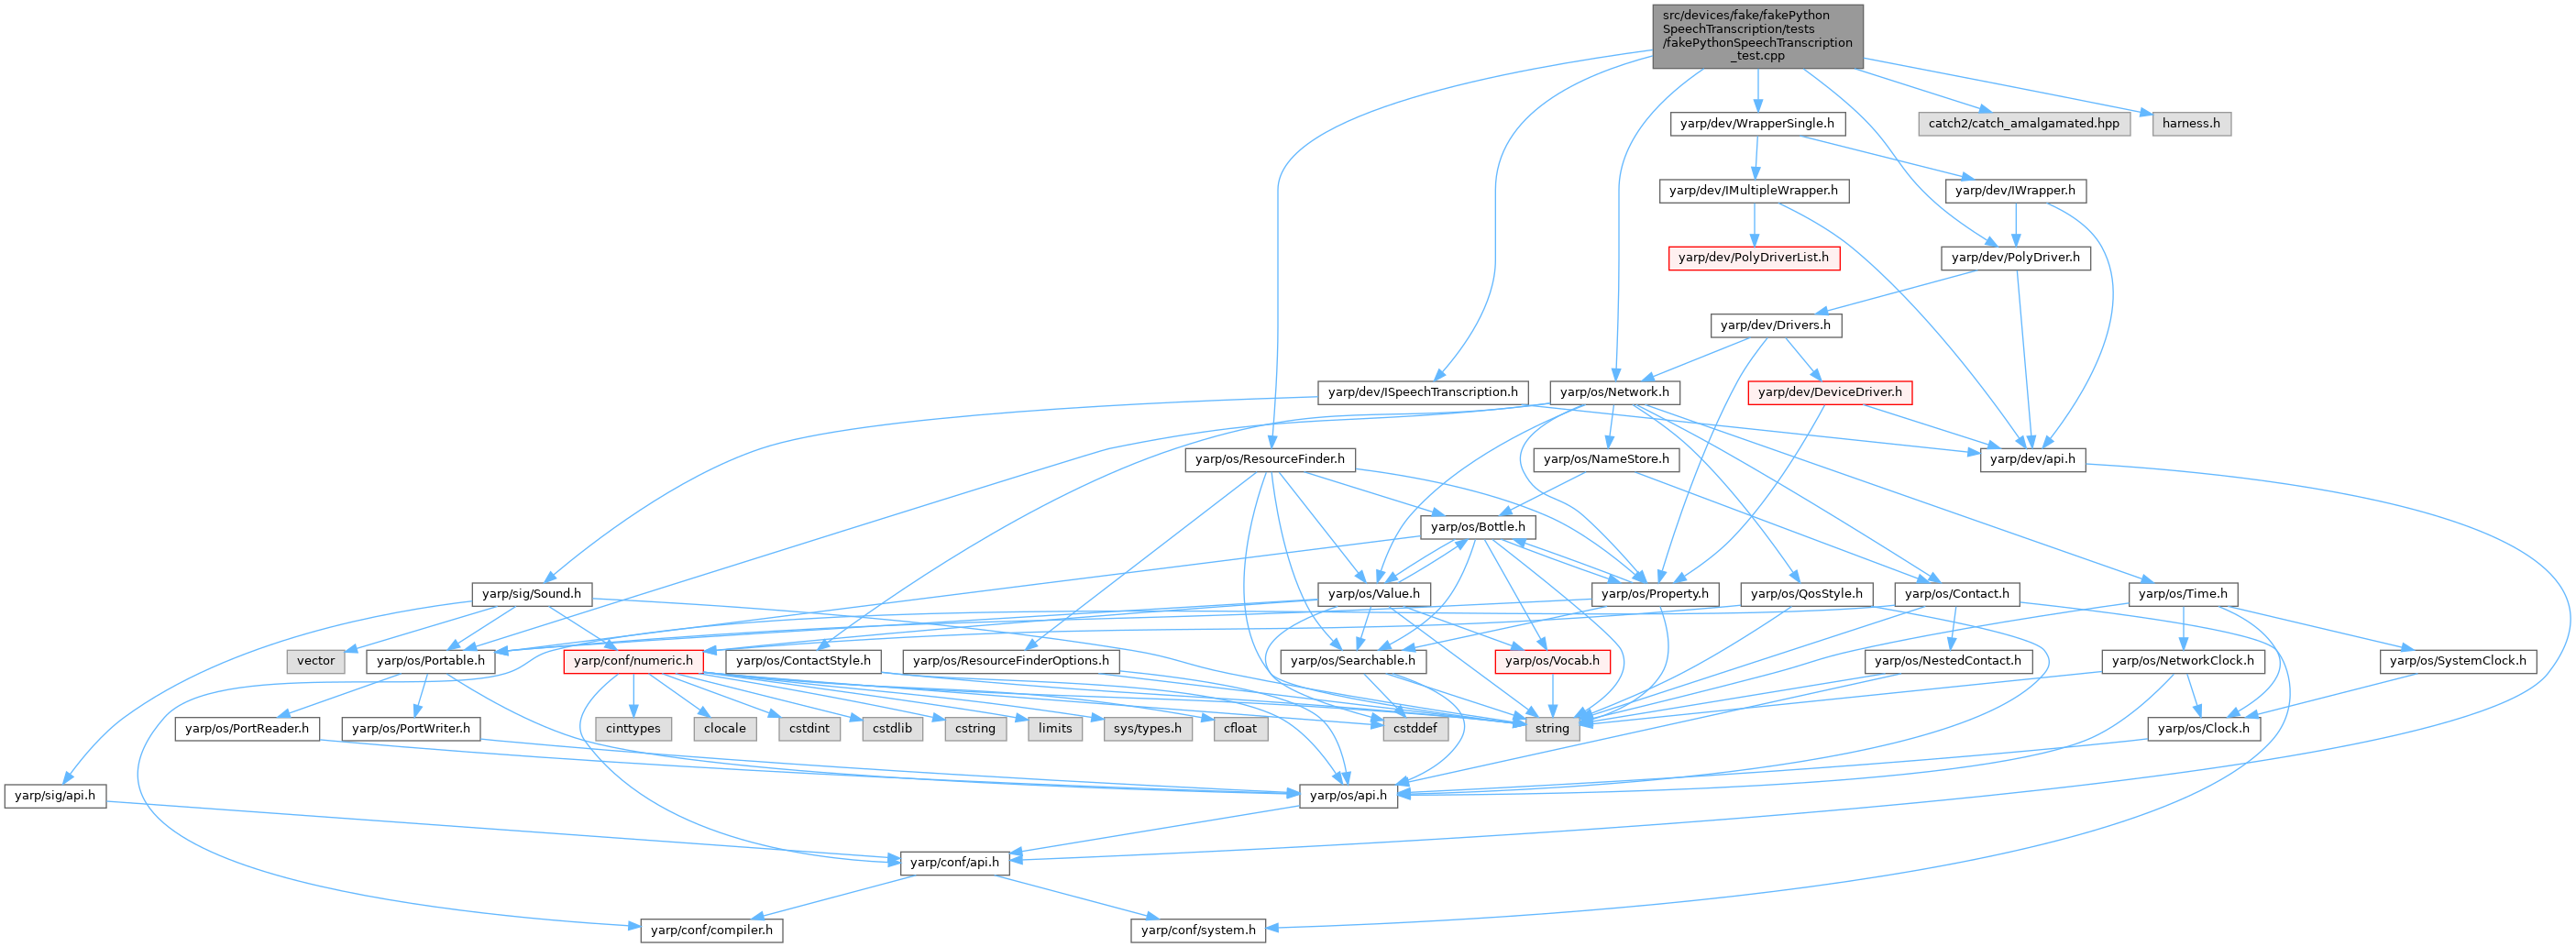 src/devices/fake/fakePython
SpeechTranscription/tests
/fakePythonSpeechTranscription
_test.cpp
yarp/dev/WrapperSingle.h
catch2/catch_amalgamated.hpp
harness.h
yarp/dev/IMultipleWrapper.h
yarp/dev/IWrapper.h
yarp/dev/PolyDriverList.h
yarp/dev/PolyDriver.h
yarp/dev/Drivers.h
yarp/dev/ISpeechTranscription.h
yarp/os/Network.h
yarp/dev/DeviceDriver.h
yarp/os/ResourceFinder.h
yarp/os/NameStore.h
yarp/dev/api.h
yarp/os/Bottle.h
yarp/sig/Sound.h
yarp/os/Value.h
yarp/os/Property.h
yarp/os/QosStyle.h
yarp/os/Contact.h
yarp/os/Time.h
vector
yarp/os/Portable.h
yarp/conf/numeric.h
yarp/os/ContactStyle.h
yarp/os/ResourceFinderOptions.h
yarp/os/Searchable.h
yarp/os/Vocab.h
yarp/os/NestedContact.h
yarp/os/NetworkClock.h
yarp/os/SystemClock.h
yarp/os/PortReader.h
yarp/os/PortWriter.h
cinttypes
clocale
cstdint
cstdlib
cstring
limits
sys/types.h
cfloat
cstddef
string
yarp/os/Clock.h
yarp/sig/api.h
yarp/os/api.h
yarp/conf/api.h
yarp/conf/compiler.h
yarp/conf/system.h